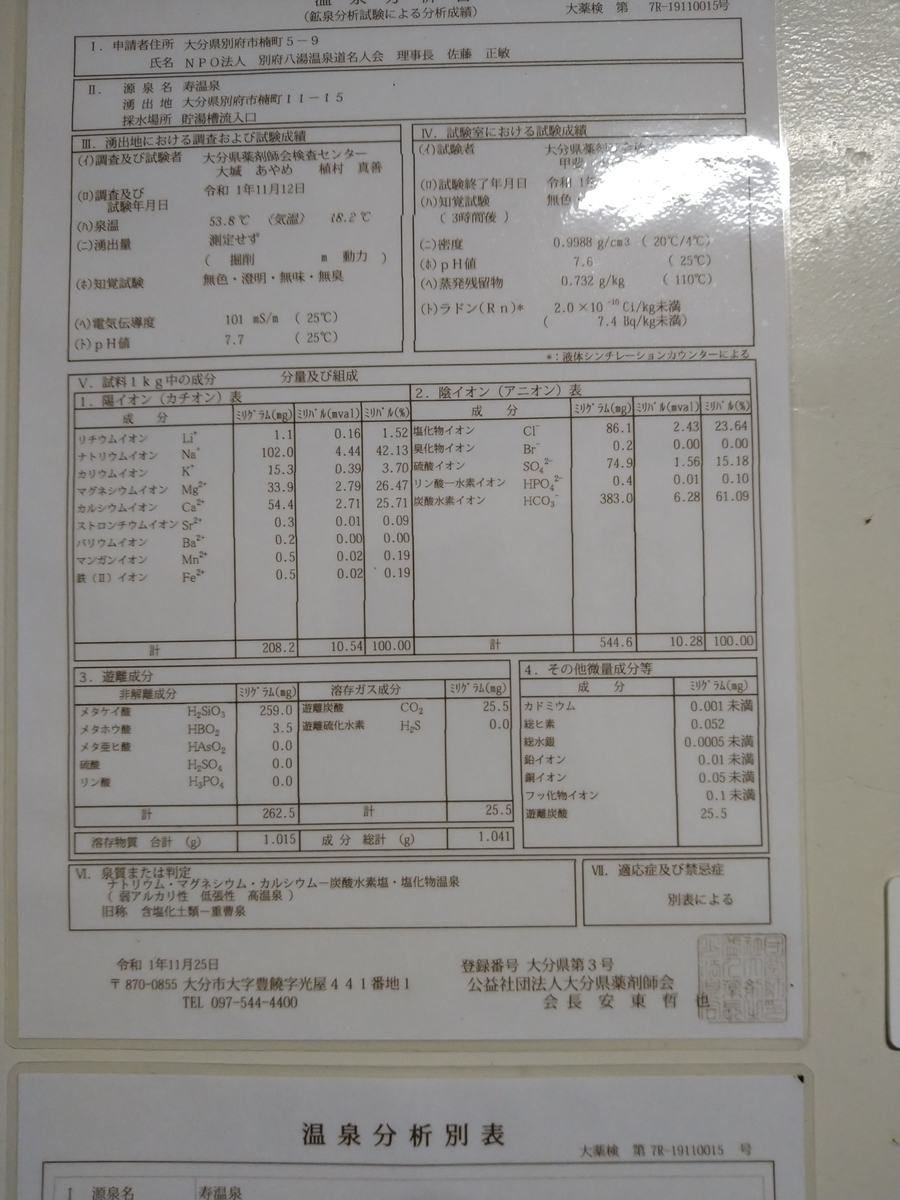 温泉分析書
(鉱泉分析試験による分析成績)
大薬検 第 7R-19110015号
Ⅰ. 申請者住所 大分県別府市楠町5－9
氏名 NPO法人 別府八湯温泉道名人会 理事長 佐藤 正敏
Ⅱ. 源泉名 寿温泉
湧出地 大分県別府市楠町11－15
採水場所 貯湯槽流入口
Ⅲ. 湧出地における調査および試験成績
(イ)調査及び試験者 大分県薬剤師会検査センター
大城 あやめ 植村 真善
(ロ)調査及び
試験年月日 令和 1年11月12日
(ハ)泉温 53.8℃ (気温) 18.2℃
(ニ)湧出量 測定せず
( 掘削 m 動力 )
(ホ)知覚試験 無色・澄明・無味・無臭
(ヘ)電気伝導度 101 mS/m ( 25℃)
(ト)pH値 7.7 ( 25℃)
Ⅳ. 試験室における試験成績
(イ)試験者 大分県薬剤師会
甲斐
(ロ)試験終了年月日 令和 1年
(ハ)知覚試験 無色・
( 3時間後 )
(ニ)密度 0.9988 g/cm3 ( 20℃/4℃)
(ホ)pH値 7.6 ( 25℃)
(ヘ)蒸発残留物 0.732 g/kg ( 110℃)
(ト)ラドン(Rn)* 2.0×10⁻¹⁰ Ci/kg未満
( 7.4 Bq/kg未満)
*：液体シンチレーションカウンターによる
Ⅴ. 試料1kg中の成分 分量及び組成
1. 陽イオン(カチオン)表
成 分 ﾐﾘｸﾞﾗﾑ(mg) ﾐﾘﾊﾞﾙ(mval) ﾐﾘﾊﾞﾙ(%)
リチウムイオン Li⁺ 1.1 0.16 1.52
ナトリウムイオン Na⁺ 102.0 4.44 42.13
カリウムイオン K⁺ 15.3 0.39 3.70
マグネシウムイオン Mg²⁺ 33.9 2.79 26.47
カルシウムイオン Ca²⁺ 54.4 2.71 25.71
ストロンチウムイオン Sr²⁺ 0.3 0.01 0.09
バリウムイオン Ba²⁺ 0.2 0.00 0.00
マンガンイオン Mn²⁺ 0.5 0.02 0.19
鉄(Ⅱ)イオン Fe²⁺ 0.5 0.02 0.19
計 208.2 10.54 100.00
2. 陰イオン(アニオン)表
成 分 ﾐﾘｸﾞﾗﾑ(mg) ﾐﾘﾊﾞﾙ(mval) ﾐﾘﾊﾞﾙ(%)
塩化物イオン Cl⁻ 86.1 2.43 23.64
臭化物イオン Br⁻ 0.2 0.00 0.00
硫酸イオン SO₄²⁻ 74.9 1.56 15.18
リン酸一水素イオン HPO₄²⁻ 0.4 0.01 0.10
炭酸水素イオン HCO₃⁻ 383.0 6.28 61.09
計 544.6 10.28 100.00
3. 遊離成分
非解離成分 ﾐﾘｸﾞﾗﾑ(mg) 溶存ガス成分 ﾐﾘｸﾞﾗﾑ(mg)
メタケイ酸 H₂SiO₃ 259.0 遊離炭酸 CO₂ 25.5
メタホウ酸 HBO₂ 3.5 遊離硫化水素 H₂S 0.0
メタ亜ヒ酸 HAsO₂ 0.0
硫酸 H₂SO₄ 0.0
リン酸 H₃PO₄ 0.0
計 262.5 計 25.5
溶存物質 合計 (g) 1.015 成分 総計 (g) 1.041
4. その他微量成分等
成 分 ﾐﾘｸﾞﾗﾑ(mg)
カドミウム 0.001 未満
総ヒ素 0.052
総水銀 0.0005 未満
鉛イオン 0.01 未満
銅イオン 0.05 未満
フッ化物イオン 0.1 未満
遊離炭酸 25.5
Ⅵ. 泉質または判定
ナトリウム・マグネシウム・カルシウム－炭酸水素塩・塩化物温泉
( 弱アルカリ性 低張性 高温泉 )
旧称 含塩化土類－重曹泉
Ⅶ. 適応症及び禁忌症
別表による
令和 1年11月25日
〒870-0855 大分市大字豊饒字光屋441番地1
TEL 097-544-4400
登録番号 大分県第3号
公益社団法人大分県薬剤師会
会長 安東哲也
温泉分析別表
大薬検 第 7R-19110015 号
Ⅰ 源泉名 寿温泉